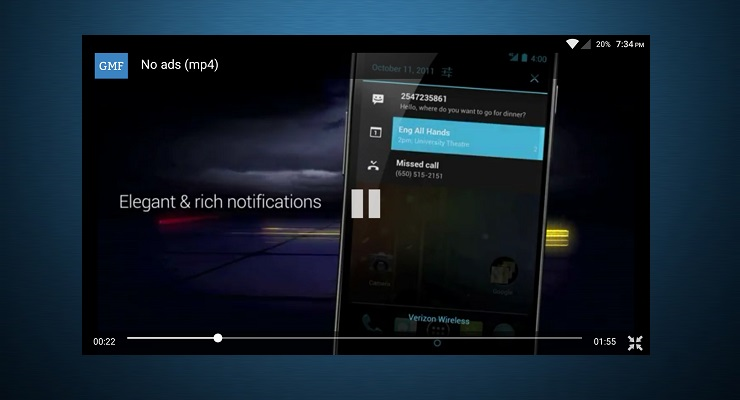 20% 7:34 PM
GMF No ads (mp4)
4:00
October 11, 2011
2547235861
Hello, where do you want to go for dinner?
1 Eng All Hands
2pm, University Theatre
Missed call
(650) 515-2151
Elegant & rich notifications
Camera
Google
Verizon Wireless
00:22
01:55